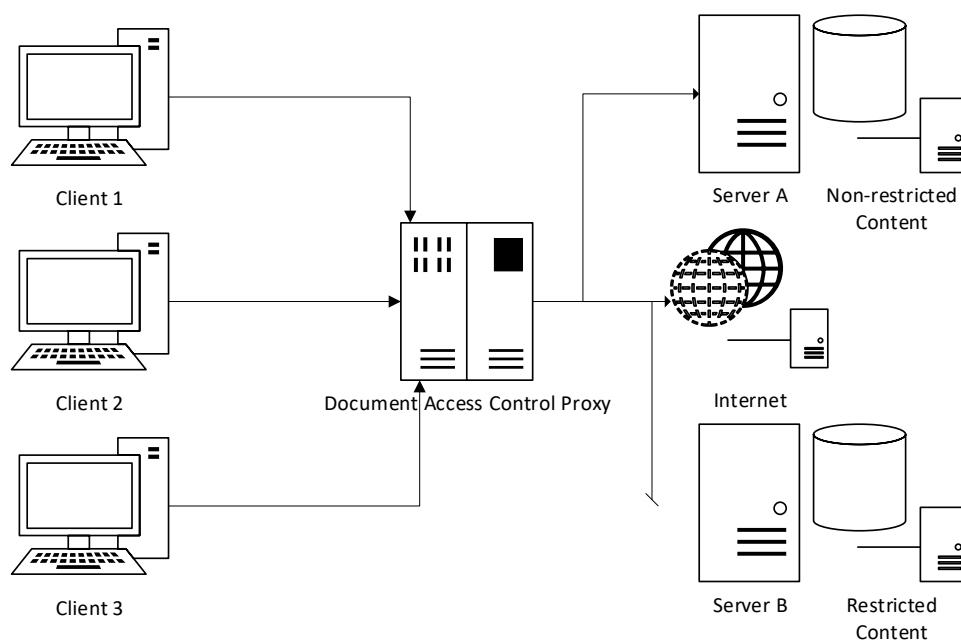 Client 1
Server A
Non-restricted
Content
Client 2
Document Access Control Proxy
Internet
Client 3
Server B
Restricted
Content